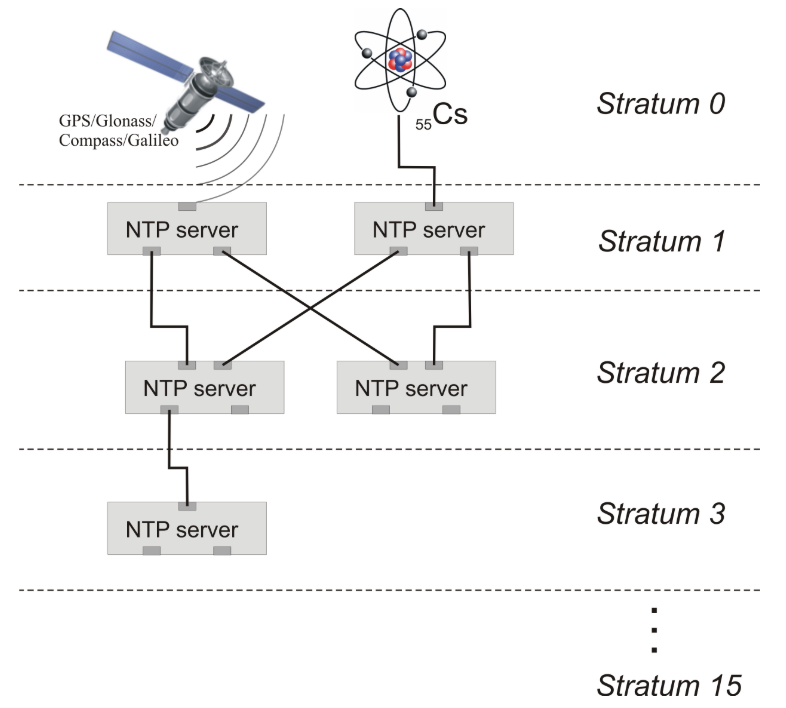 GPS/Glonass/
Compass/Galileo
55Cs
Stratum 0
NTP server
NTP server
Stratum 1
NTP server
NTP server
Stratum 2
NTP server
Stratum 3
Stratum 15